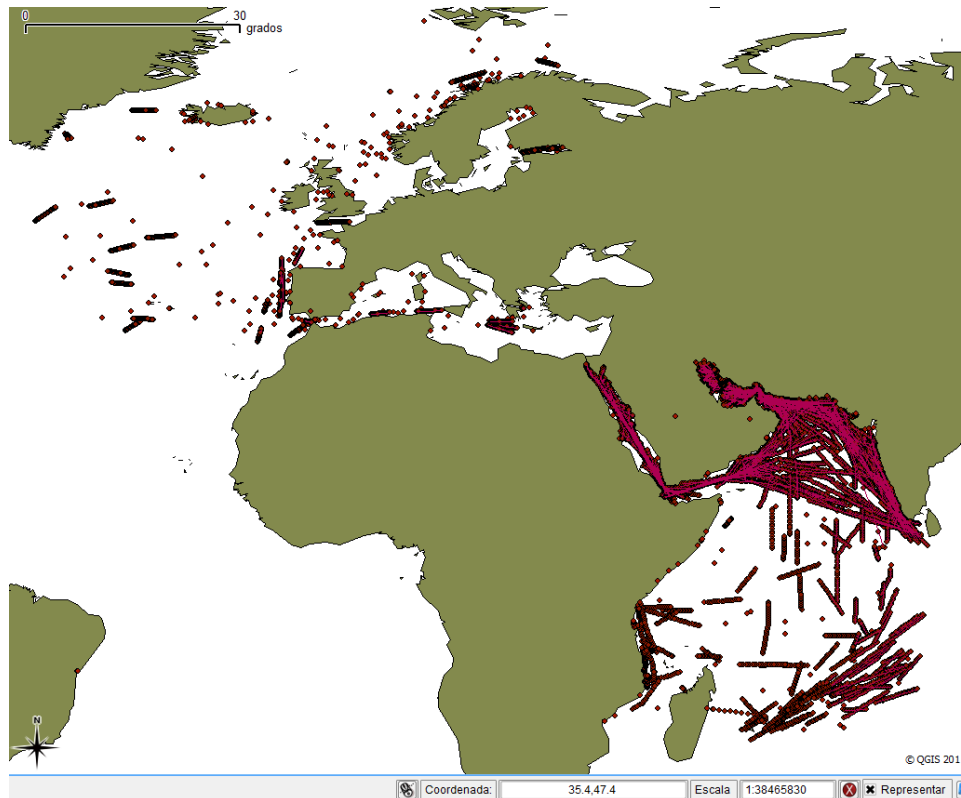 0 30
grados
N
© QGIS 201
Coordenada: 35.4,47.4 Escala 1:38465830 Representar